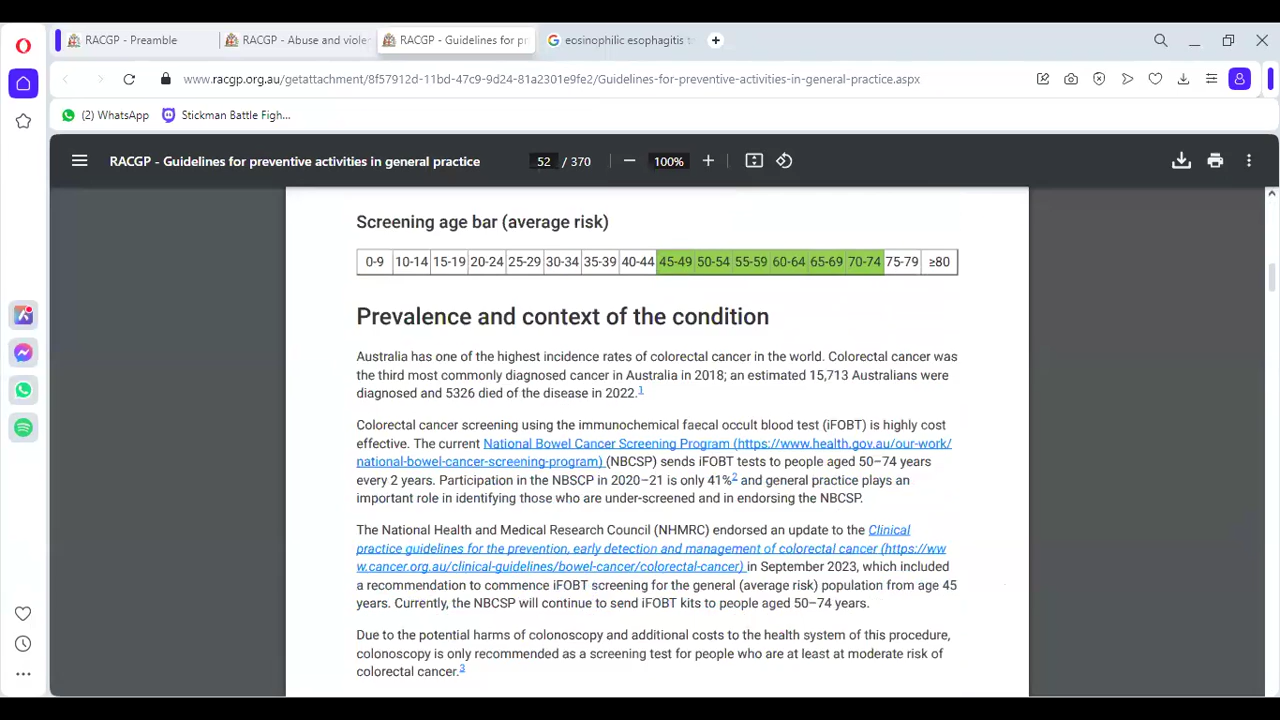 RACGP - Preamble
RACGP - Abuse and viole
RACGP - Guidelines for pr
eosinophilic esophagitis t
www.racgp.org.au/getattachment/8f57912d-11bd-47c9-9d24-81a2301e9fe2/Guidelines-for-preventive-activities-in-general-practice.aspx
(2) WhatsApp
Stickman Battle Figh...
RACGP - Guidelines for preventive activities in general practice
52 / 370
100%
Screening age bar (average risk)
0-9 10-14 15-19 20-24 25-29 30-34 35-39 40-44 45-49 50-54 55-59 60-64 65-69 70-74 75-79 ≥80
Prevalence and context of the condition
Australia has one of the highest incidence rates of colorectal cancer in the world. Colorectal cancer was
the third most commonly diagnosed cancer in Australia in 2018; an estimated 15,713 Australians were
diagnosed and 5326 died of the disease in 2022.1
Colorectal cancer screening using the immunochemical faecal occult blood test (iFOBT) is highly cost
effective. The current National Bowel Cancer Screening Program (https://www.health.gov.au/our-work/
national-bowel-cancer-screening-program) (NBCSP) sends iFOBT tests to people aged 50–74 years
every 2 years. Participation in the NBSCP in 2020–21 is only 41%2 and general practice plays an
important role in identifying those who are under-screened and in endorsing the NBCSP.
The National Health and Medical Research Council (NHMRC) endorsed an update to the Clinical
practice guidelines for the prevention, early detection and management of colorectal cancer (https://ww
w.cancer.org.au/clinical-guidelines/bowel-cancer/colorectal-cancer) in September 2023, which included
a recommendation to commence iFOBT screening for the general (average risk) population from age 45
years. Currently, the NBCSP will continue to send iFOBT kits to people aged 50–74 years.
Due to the potential harms of colonoscopy and additional costs to the health system of this procedure,
colonoscopy is only recommended as a screening test for people who are at least at moderate risk of
colorectal cancer.3